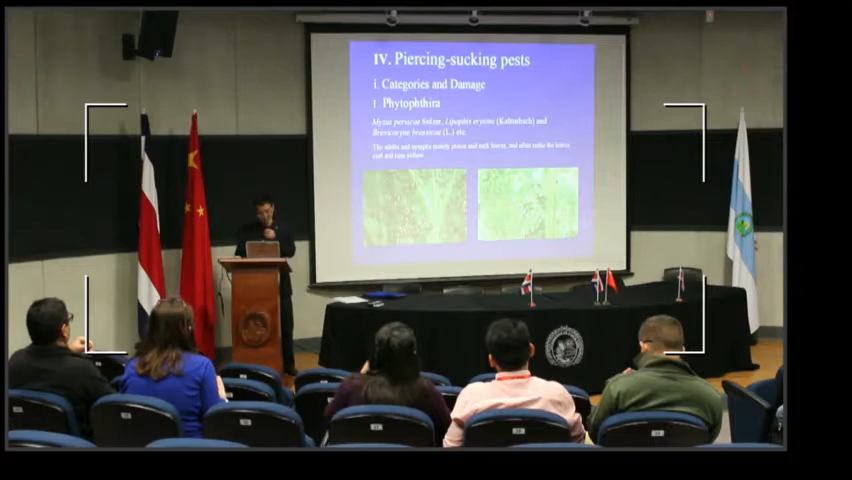 IV. Piercing-sucking pests
i. Categories and Damage
1. Phytophthira
Myzus persicae Sulzer, Lipaphis erysimi (Kaltenbach) and
Brevicoryne brassicae (L.) etc.
The adults and nymphs mainly pierce and suck leaves, and often make the leaves
curl and turn yellow.